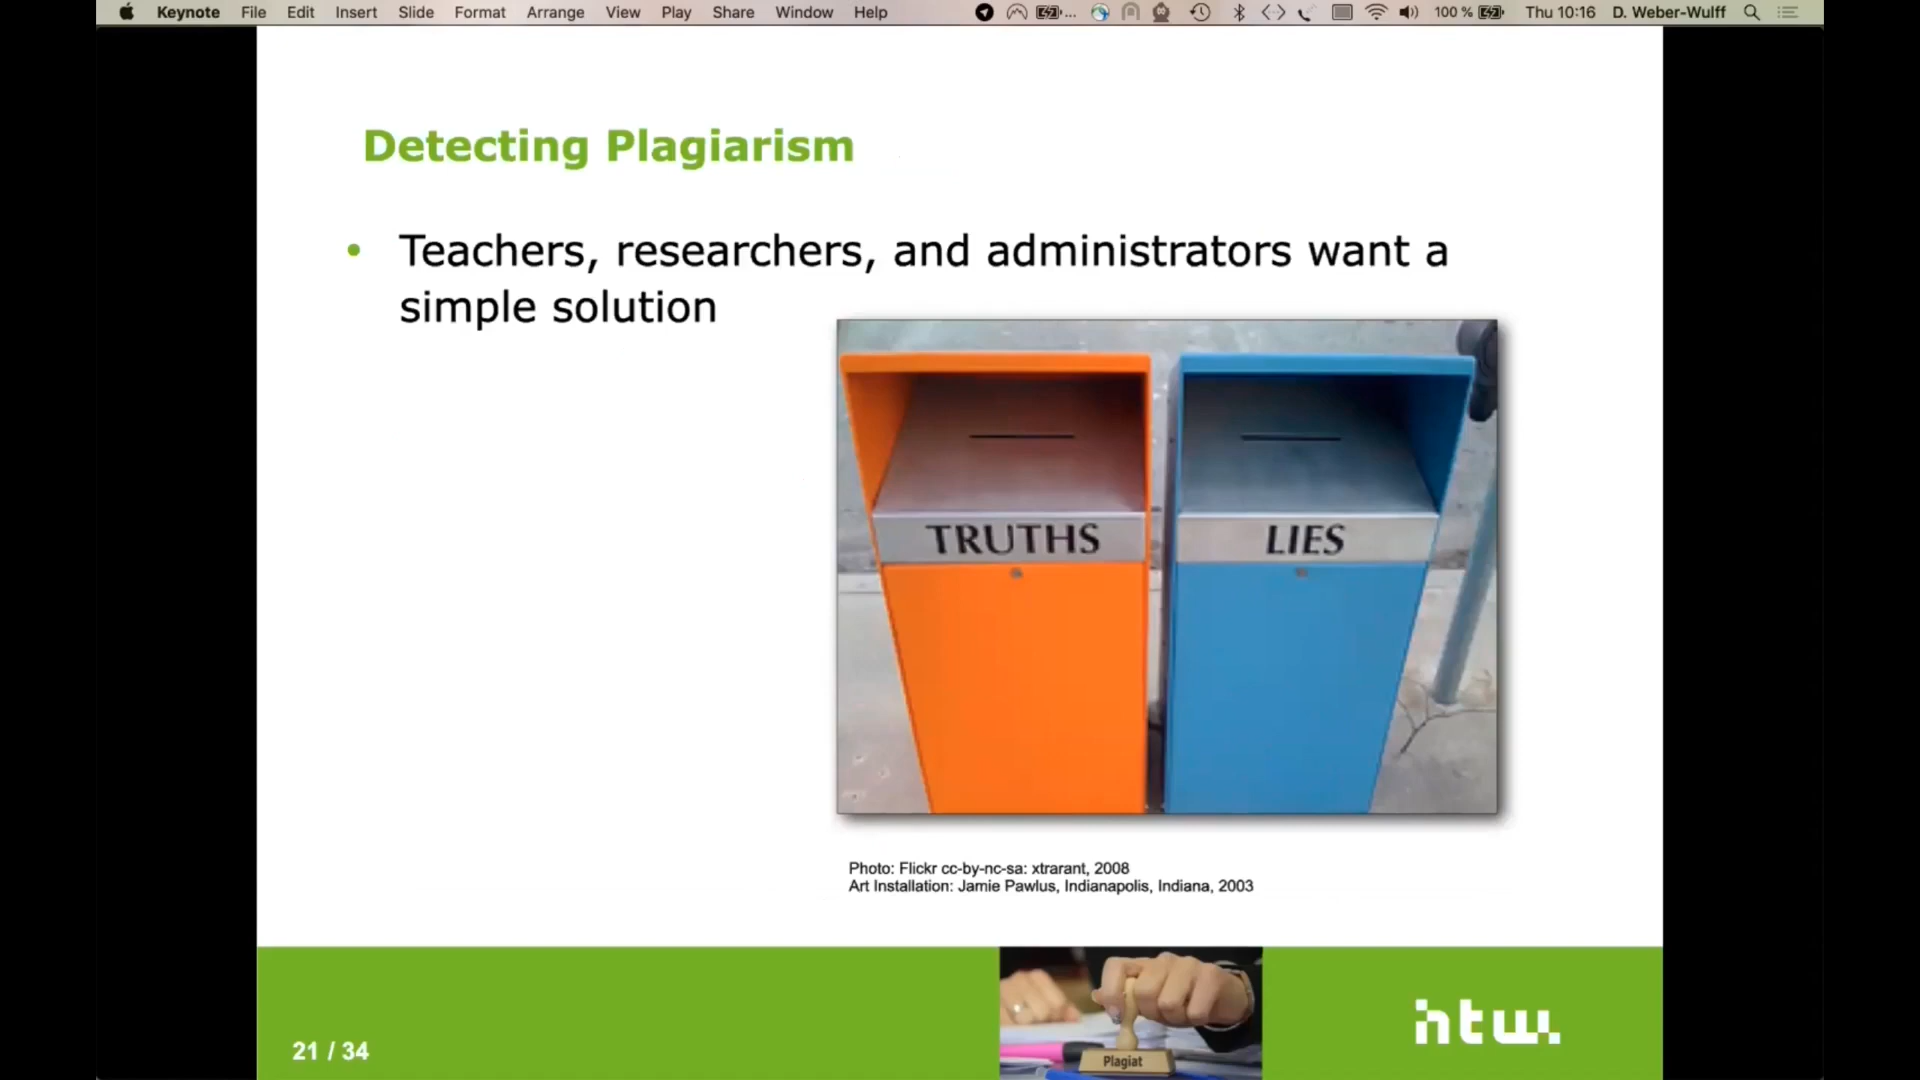 Keynote File Edit Insert Slide Format Arrange View Play Share Window Help 100 % Thu 10:16 D. Weber-Wulff
Detecting Plagiarism
• Teachers, researchers, and administrators want a
simple solution
TRUTHS LIES
Photo: Flickr cc-by-nc-sa: xtrarant, 2008
Art Installation: Jamie Pawlus, Indianapolis, Indiana, 2003
Plagiat
htw.
21 / 34